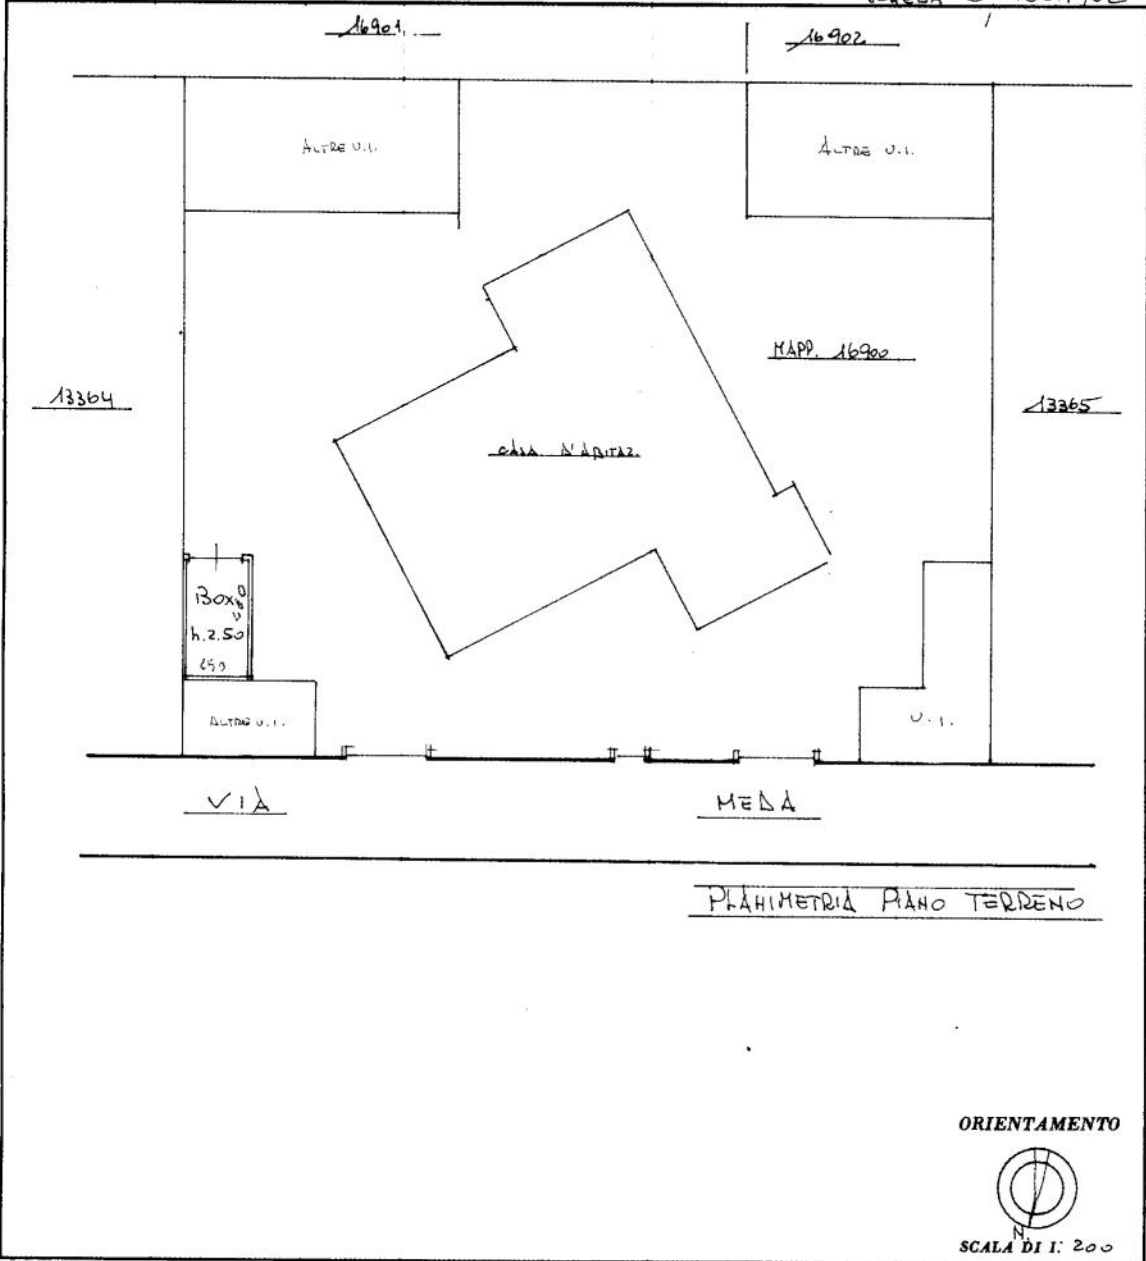 16901
16902
ALTRE U.I.
ALTRE U.I.
MAPP. 16900
13364
13365
CASA D'ABITAZ.
BOX
h. 2.50
ALTRE U.I.
U.I.
VIA MEDA
PLANIMETRIA PIANO TERRENO
ORIENTAMENTO
N.
SCALA DI 1: 200